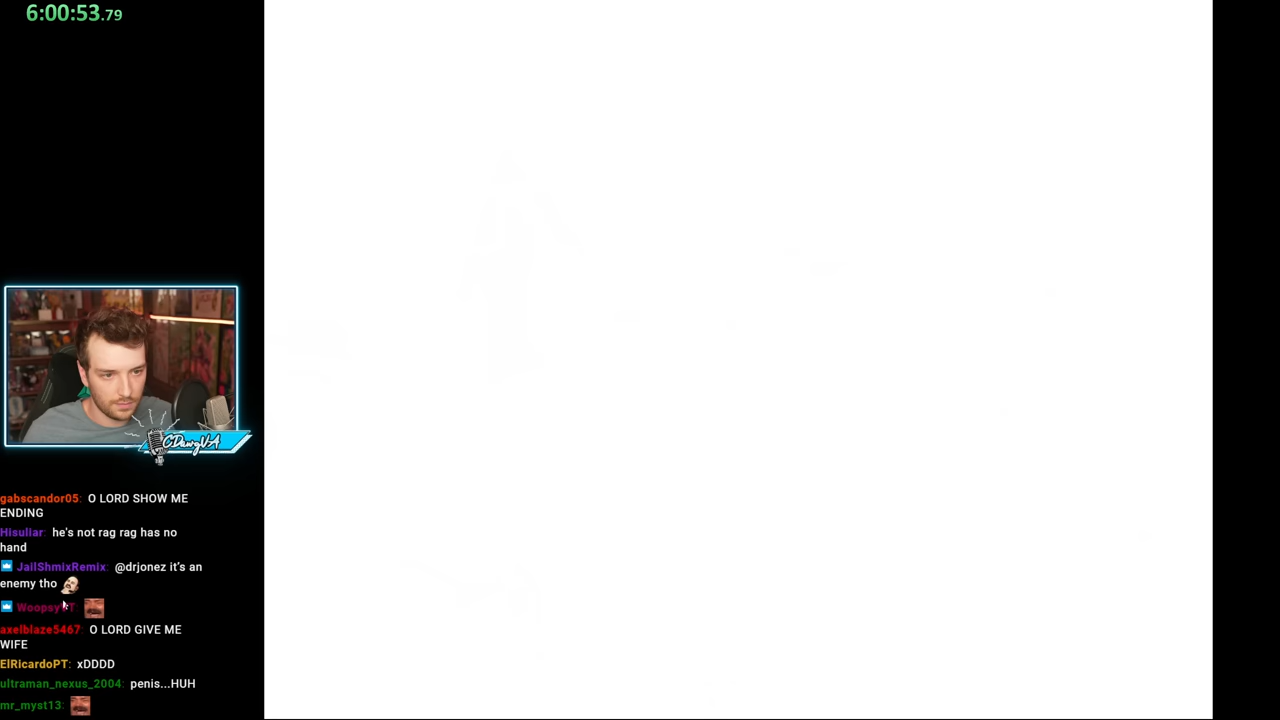 6:00:53.79
CDawgVA
gabscandor05: O LORD SHOW ME
ENDING
Hisuliar: he's not rag rag has no
hand
JailShmixRemix: @drjonez it's an
enemy tho
axelblaze5467: O LORD GIVE ME
WIFE
ElRicardoPT: xDDDD
ultraman_nexus_2004: penis...HUH
mr_myst13: